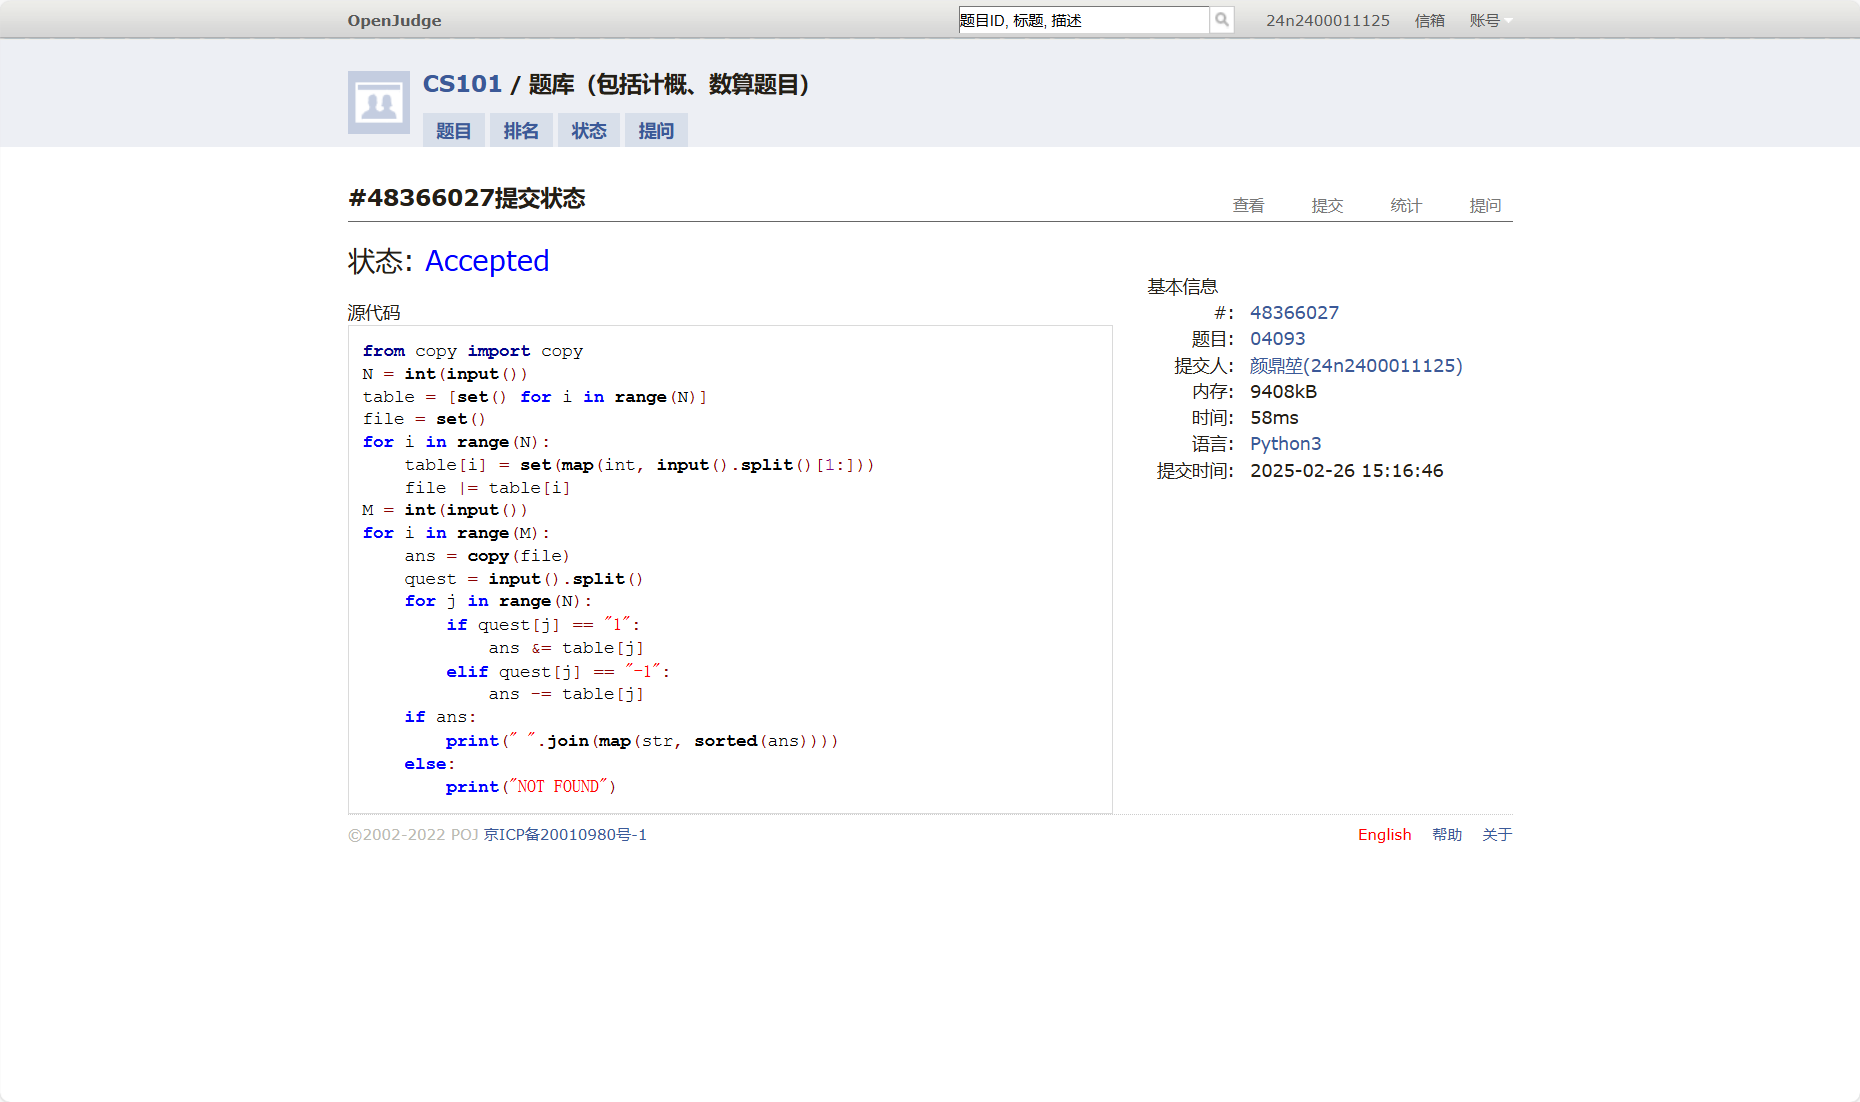 OpenJudge
题目ID, 标题, 描述
24n2400011125 信箱 账号
CS101 / 题库（包括计概、数算题目）
题目 排名 状态 提问
#48366027提交状态
查看 提交 统计 提问
状态: Accepted
源代码
from copy import copy
N = int(input())
table = [set() for i in range(N)]
file = set()
for i in range(N):
    table[i] = set(map(int, input().split()[1:]))
    file |= table[i]
M = int(input())
for i in range(M):
    ans = copy(file)
    quest = input().split()
    for j in range(N):
        if quest[j] == "1":
            ans &= table[j]
        elif quest[j] == "-1":
            ans -= table[j]
    if ans:
        print(" ".join(map(str, sorted(ans))))
    else:
        print("NOT FOUND")
基本信息
#: 48366027
题目: 04093
提交人: 颜鼎堃(24n2400011125)
内存: 9408kB
时间: 58ms
语言: Python3
提交时间: 2025-02-26 15:16:46
©2002-2022 POJ 京ICP备20010980号-1
English 帮助 关于